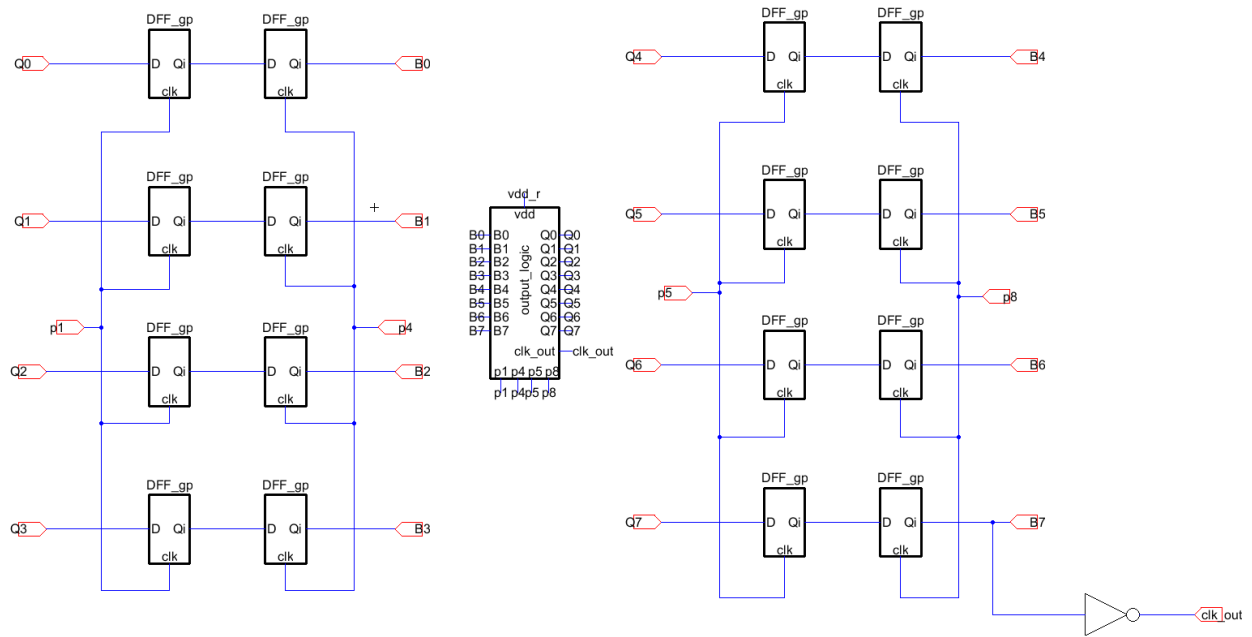 DFF_gp DFF_gp
Q0 D Qi D Qi B0
clk clk
DFF_gp DFF_gp
Q1 D Qi D Qi B1
clk clk
p1 p4
DFF_gp DFF_gp
Q2 D Qi D Qi B2
clk clk
DFF_gp DFF_gp
Q3 D Qi D Qi B3
clk clk
vdd_r
vdd
output_logic
B0 B0 Q0 Q0
B1 B1 Q1 Q1
B2 B2 Q2 Q2
B3 B3 Q3 Q3
B4 B4 Q4 Q4
B5 B5 Q5 Q5
B6 B6 Q6 Q6
B7 B7 Q7 Q7
clk_out clk_out
p1 p4 p5 p8
p1 p4 p5 p8
DFF_gp DFF_gp
Q4 D Qi D Qi B4
clk clk
DFF_gp DFF_gp
Q5 D Qi D Qi B5
clk clk
p5 p8
DFF_gp DFF_gp
Q6 D Qi D Qi B6
clk clk
DFF_gp DFF_gp
Q7 D Qi D Qi B7
clk clk
clk_out